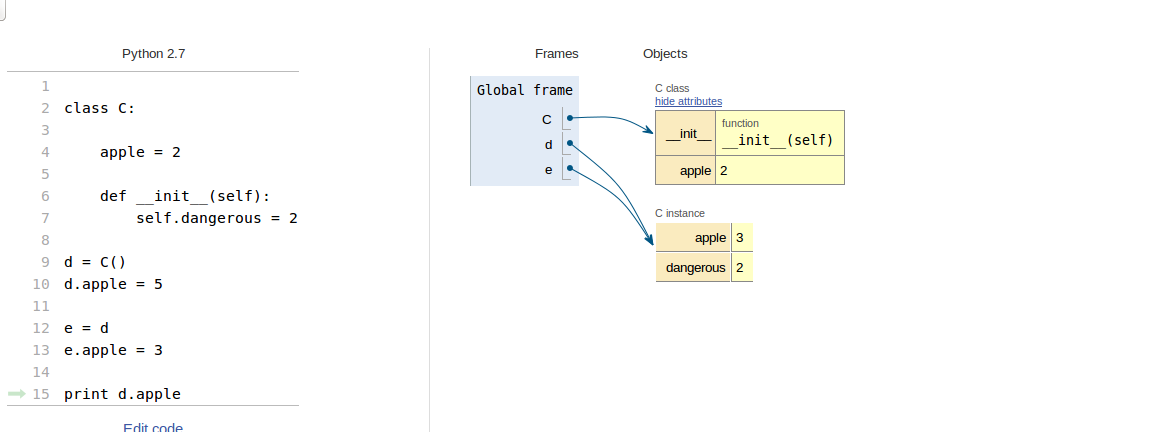 Python 2.7
1
2 class C:
3
4     apple = 2
5
6     def __init__(self):
7         self.dangerous = 2
8
9 d = C()
10 d.apple = 5
11
12 e = d
13 e.apple = 3
14
15 print d.apple
Edit code
Frames Objects
Global frame
C
d
e
C class
hide attributes
function
__init__ __init__(self)
apple 2
C instance
apple 3
dangerous 2